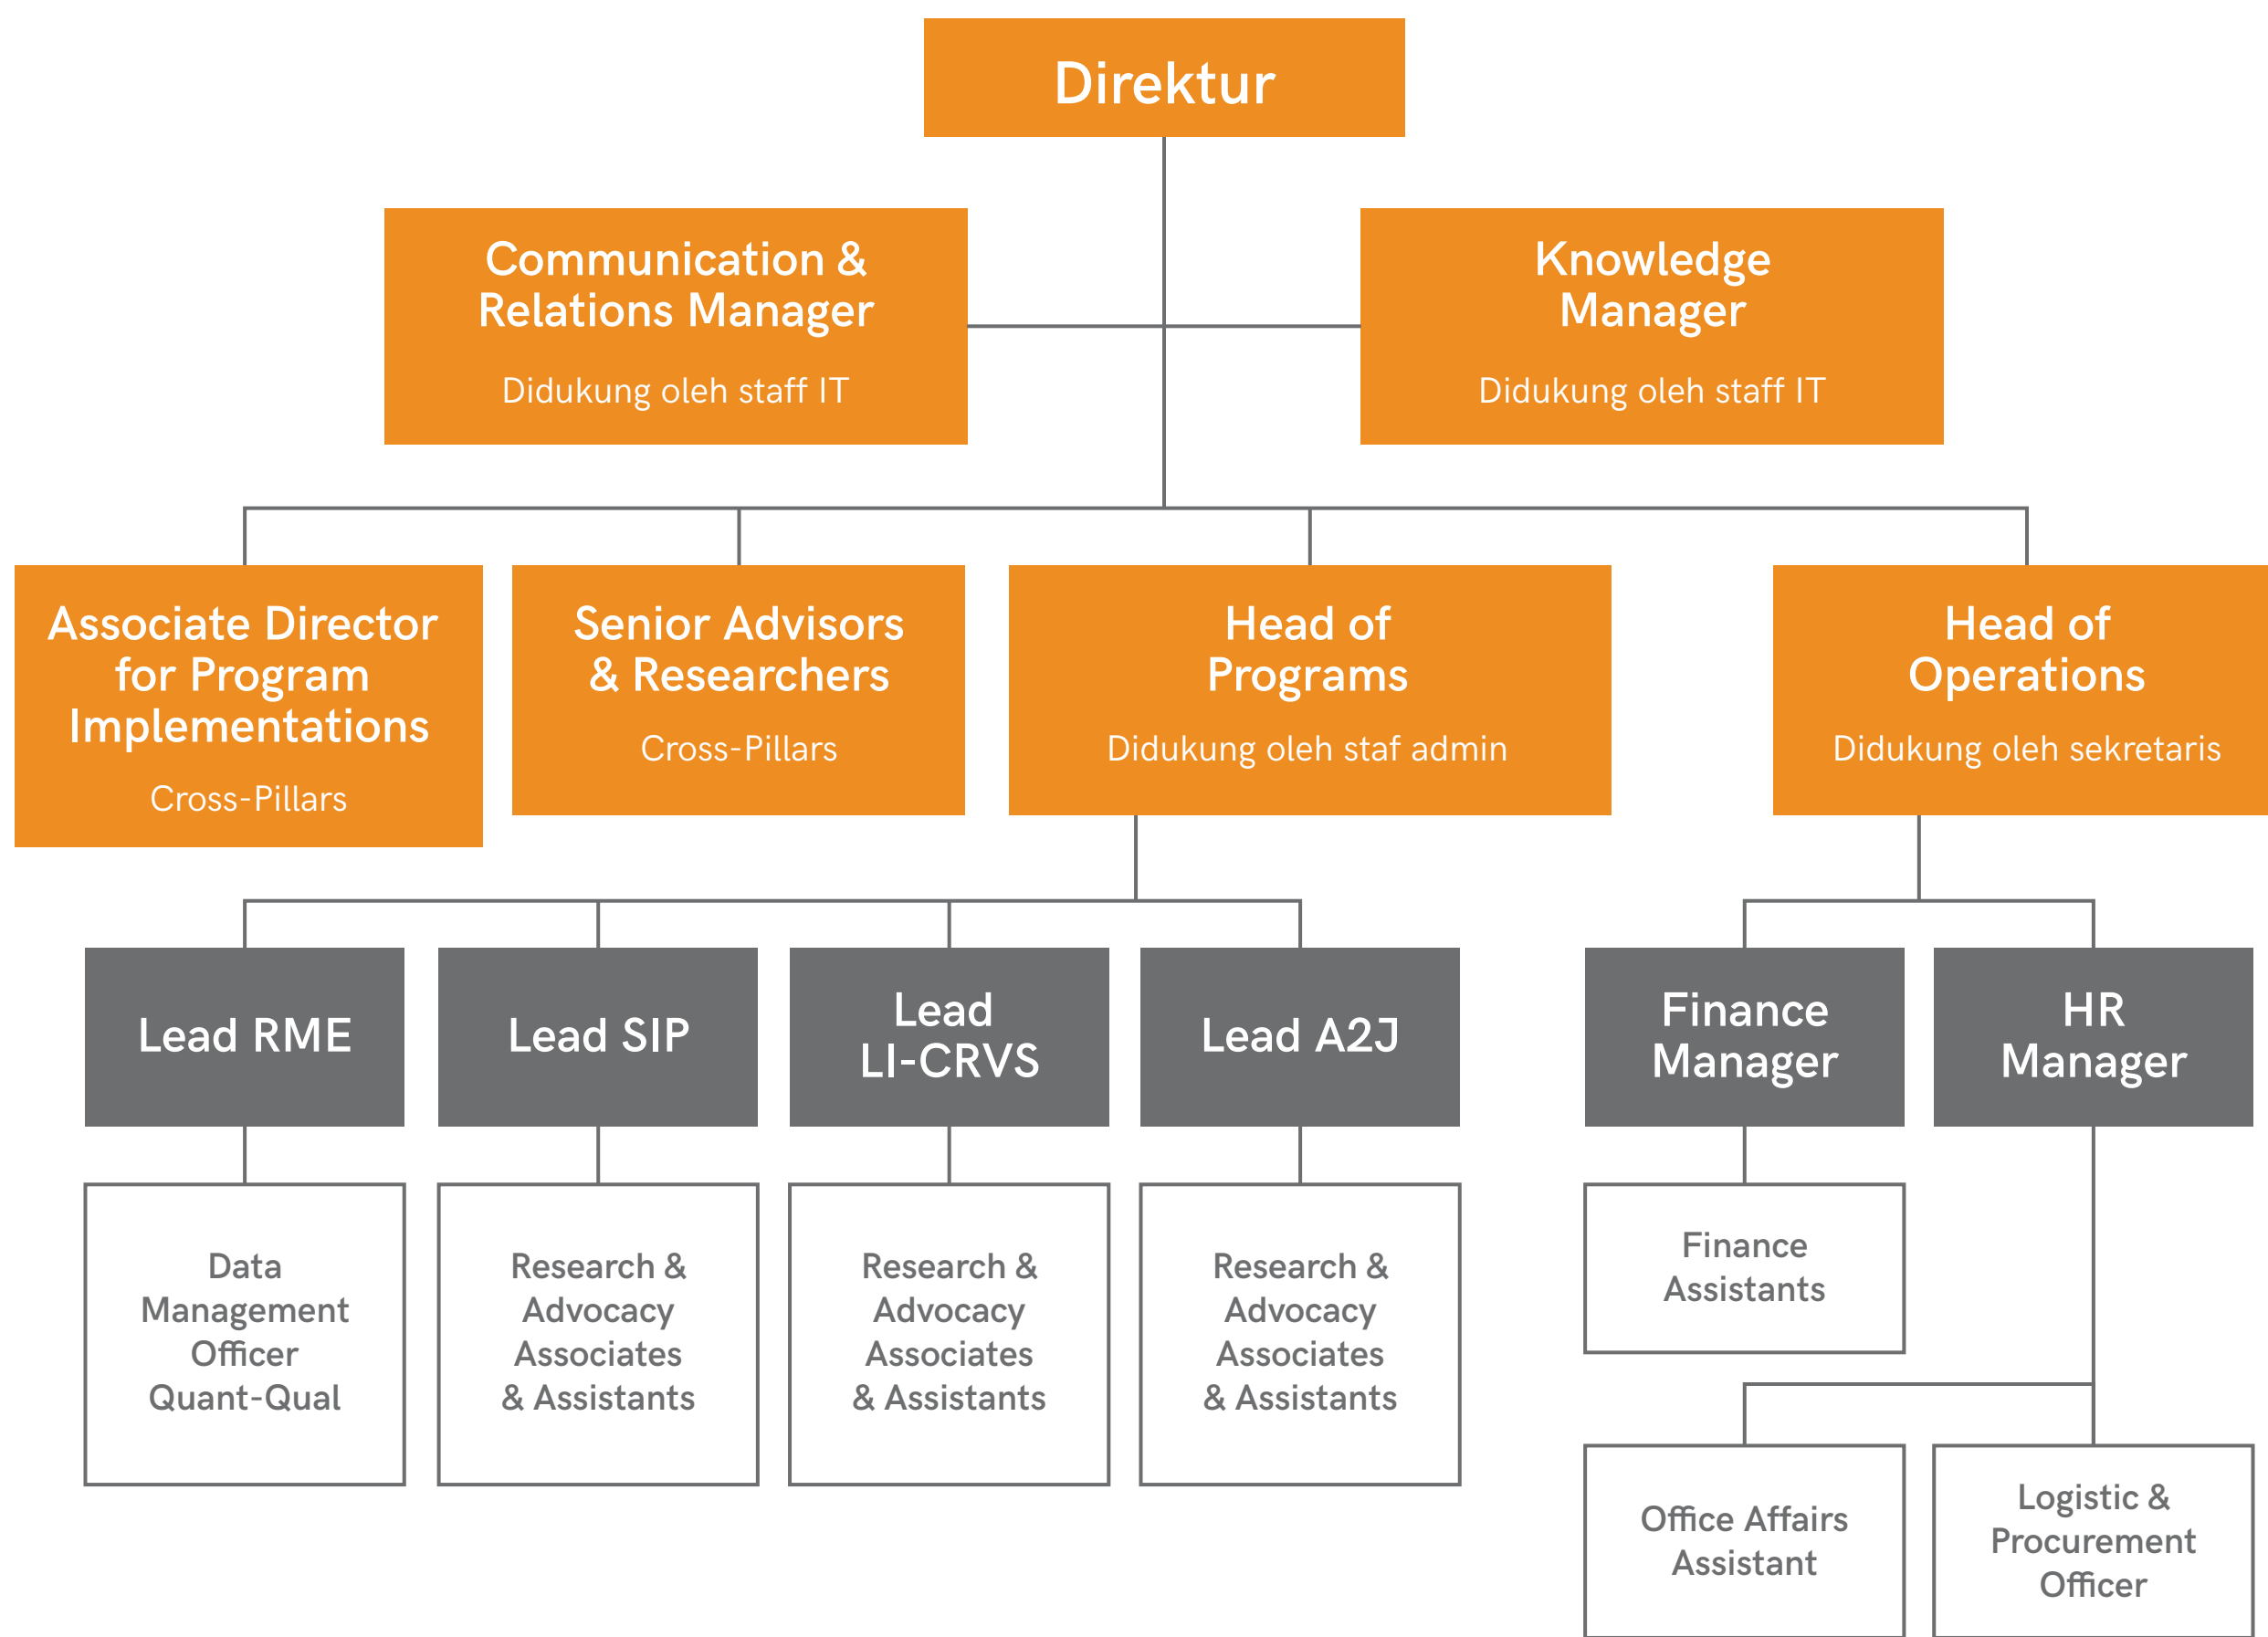 Direktur
Communication &
Relations Manager
Didukung oleh staff IT
Knowledge
Manager
Didukung oleh staff IT
Associate Director
for Program
Implementations
Cross-Pillars
Senior Advisors
& Researchers
Cross-Pillars
Head of
Programs
Didukung oleh staf admin
Head of
Operations
Didukung oleh sekretaris
Lead RME
Lead SIP
Lead
LI-CRVS
Lead A2J
Finance
Manager
HR
Manager
Data
Management
Officer
Quant-Qual
Research &
Advocacy
Associates
& Assistants
Research &
Advocacy
Associates
& Assistants
Research &
Advocacy
Associates
& Assistants
Finance
Assistants
Office Affairs
Assistant
Logistic &
Procurement
Officer